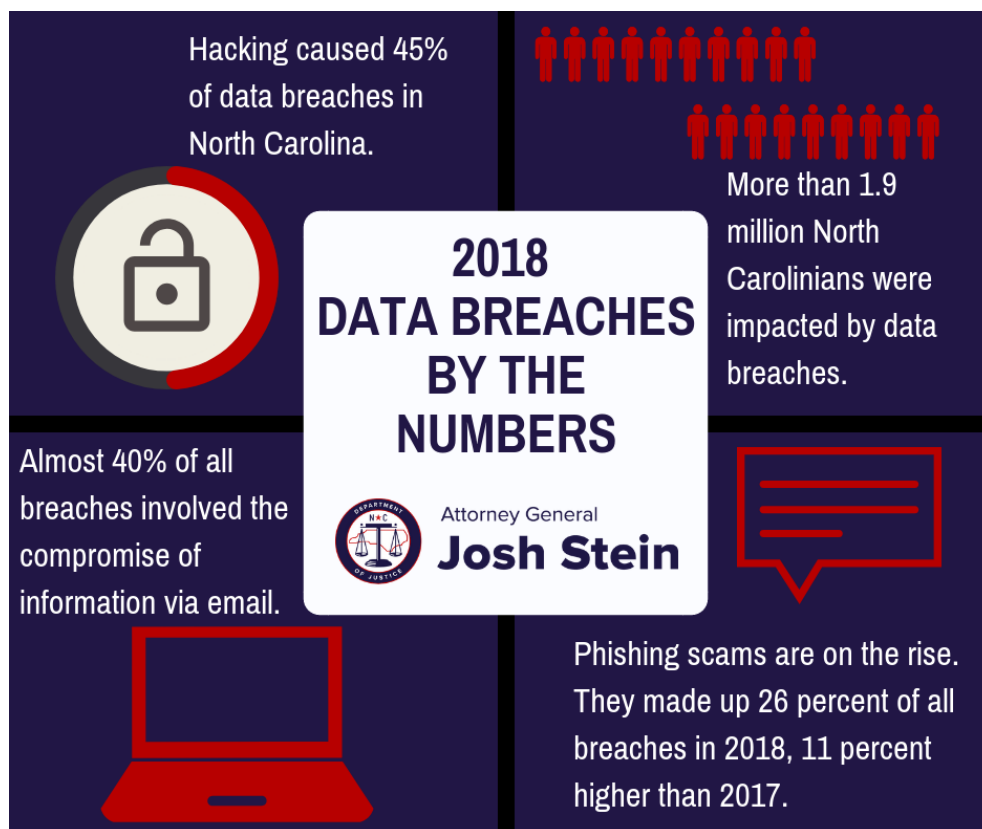 Hacking caused 45%
of data breaches in
North Carolina.
More than 1.9
million North
Carolinians were
impacted by data
breaches.
2018
DATA BREACHES
BY THE
NUMBERS
DEPARTMENT
N★C
OF JUSTICE
Attorney General
Josh Stein
Almost 40% of all
breaches involved the
compromise of
information via email.
Phishing scams are on the rise.
They made up 26 percent of all
breaches in 2018, 11 percent
higher than 2017.